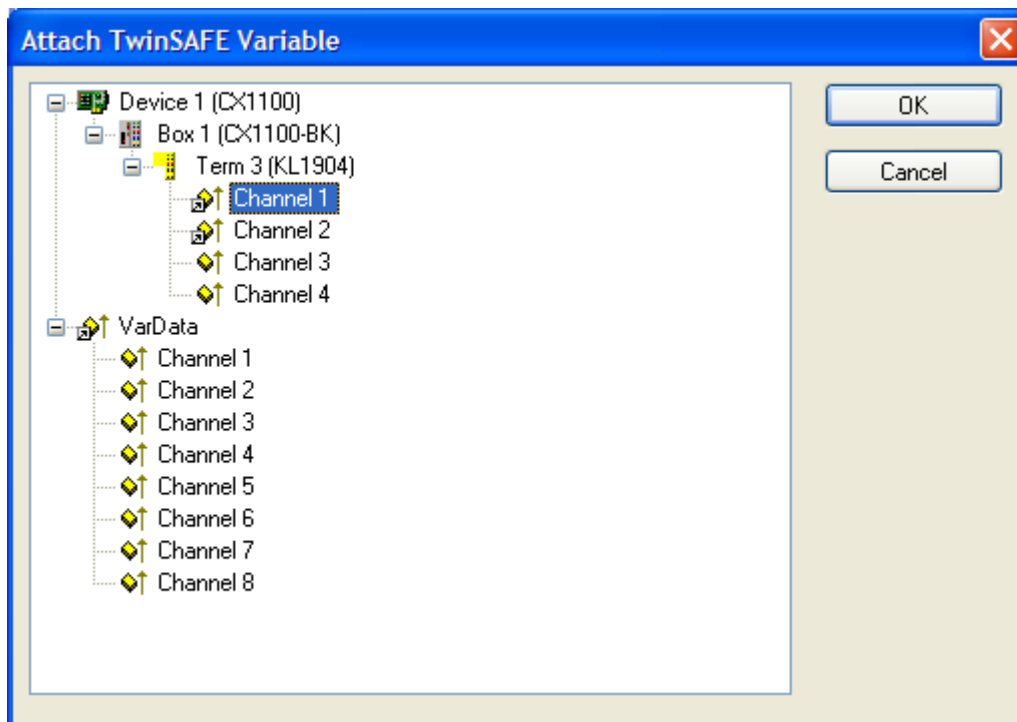 Attach TwinSAFE Variable
Device 1 (CX1100)
OK
Box 1 (CX1100-BK)
Term 3 (KL1904)
Cancel
Channel 1
Channel 2
Channel 3
Channel 4
VarData
Channel 1
Channel 2
Channel 3
Channel 4
Channel 5
Channel 6
Channel 7
Channel 8